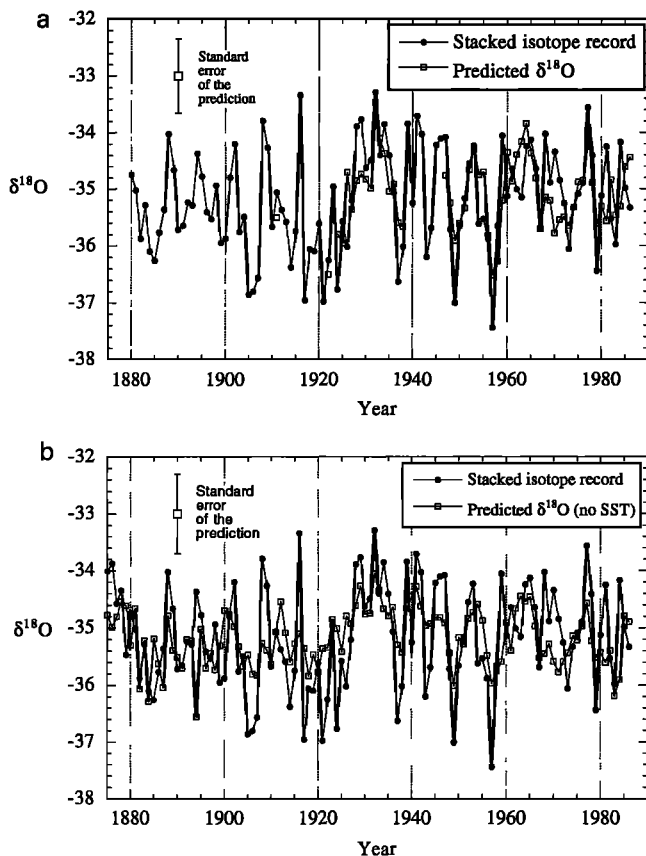 a
-32
-33
-34
-35
-36
-37
-38
δ¹⁸O
Standard
error
of the
prediction
Stacked isotope record
Predicted δ¹⁸O
1880
1900
1920
1940
1960
1980
Year
b
-32
-33
-34
-35
-36
-37
-38
δ¹⁸O
Standard
error
of the
prediction
Stacked isotope record
Predicted δ¹⁸O (no SST)
1880
1900
1920
1940
1960
1980
Year